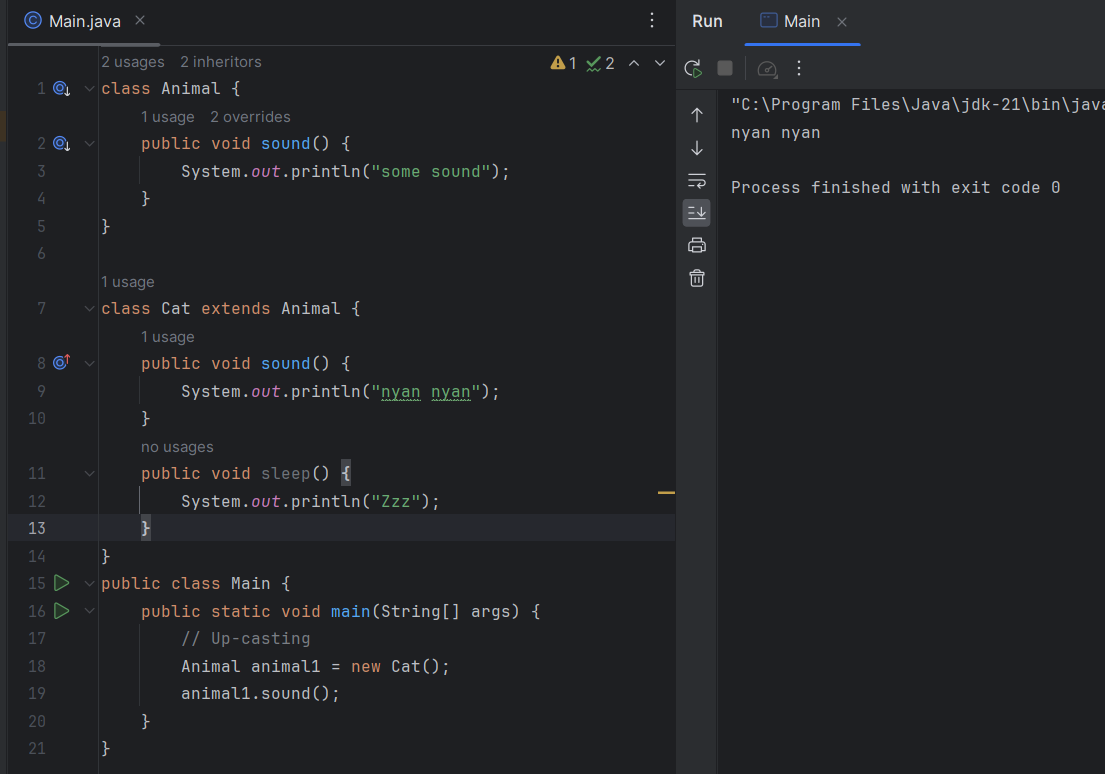 Main.java
Run Main
2 usages 2 inheritors
1 2
1 class Animal {
1 usage 2 overrides
2 public void sound() {
3 System.out.println("some sound");
4 }
5 }
6
1 usage
7 class Cat extends Animal {
1 usage
8 public void sound() {
9 System.out.println("nyan nyan");
10 }
no usages
11 public void sleep() {
12 System.out.println("Zzz");
13 }
14 }
15 public class Main {
16 public static void main(String[] args) {
17 // Up-casting
18 Animal animal1 = new Cat();
19 animal1.sound();
20 }
21 }
"C:\Program Files\Java\jdk-21\bin\java
nyan nyan
Process finished with exit code 0